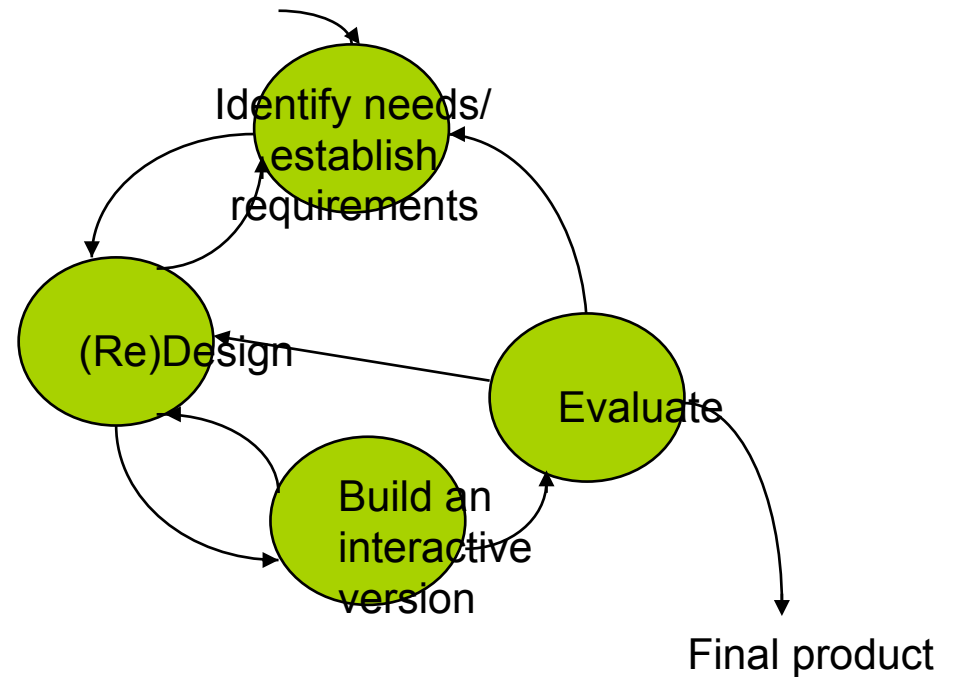 Identify needs/
establish
requirements
(Re)Design
Evaluate
Build an
interactive
version
Final product